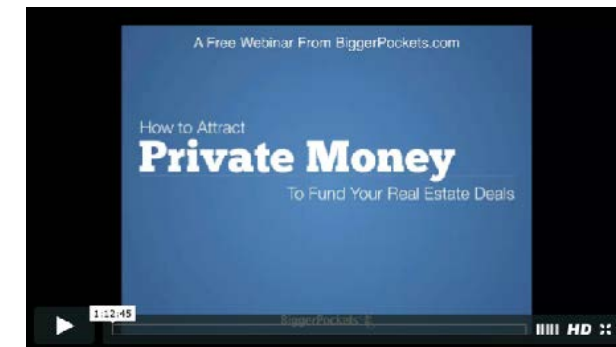 A Free Webinar From BiggerPockets.com
How to Attract
Private Money
To Fund Your Real Estate Deals
BiggerPockets
1:12:45
HD